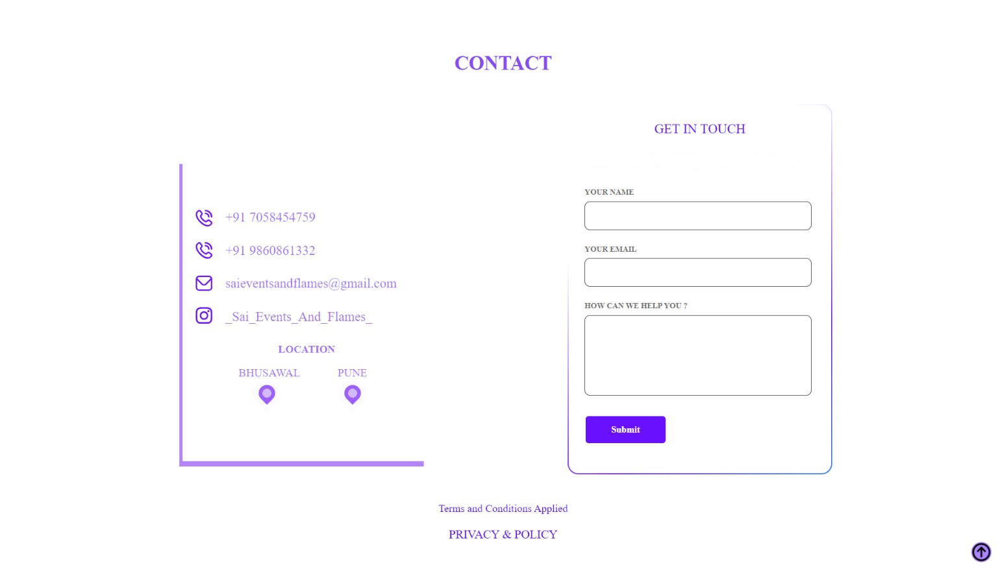 CONTACT
+91 7058454759
+91 9860861332
saieventsandflames@gmail.com
_Sai_Events_And_Flames_
LOCATION
BHUSAWAL
PUNE
GET IN TOUCH
YOUR NAME
YOUR EMAIL
HOW CAN WE HELP YOU ?
Submit
Terms and Conditions Applied
PRIVACY & POLICY